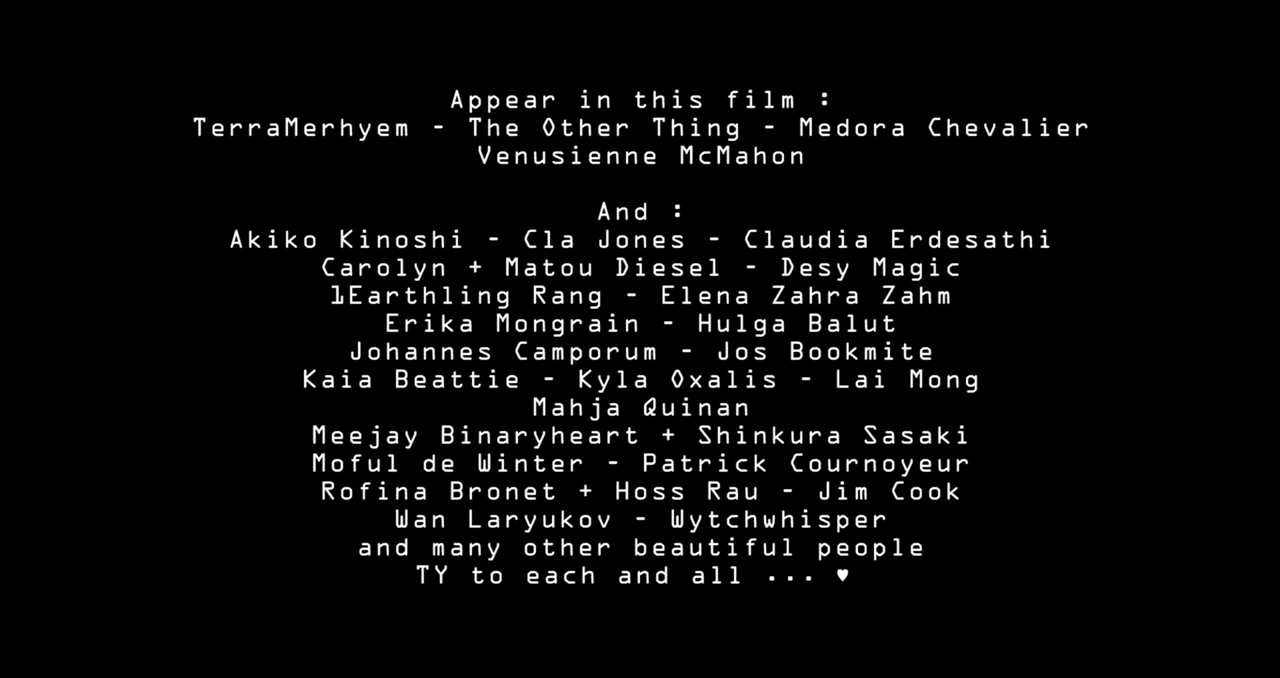 Appear in this film :
TerraMerhyem - The Other Thing - Medora Chevalier
Venusienne McMahon
And :
Akiko Kinoshi - Cla Jones - Claudia Erdesathi
Carolyn + Matou Diesel - Desy Magic
1Earthling Rang - Elena Zahra Zahm
Erika Mongrain - Hulga Balut
Johannes Camporum - Jos Bookmite
Kaia Beattie - Kyla Oxalis - Lai Mong
Mahja Quinan
Meejay Binaryheart + Shinkura Sasaki
Moful de Winter - Patrick Cournoyeur
Rofina Bronet + Hoss Rau - Jim Cook
Wan Laryukov - Wytchwhisper
and many other beautiful people
TY to each and all ... ♥